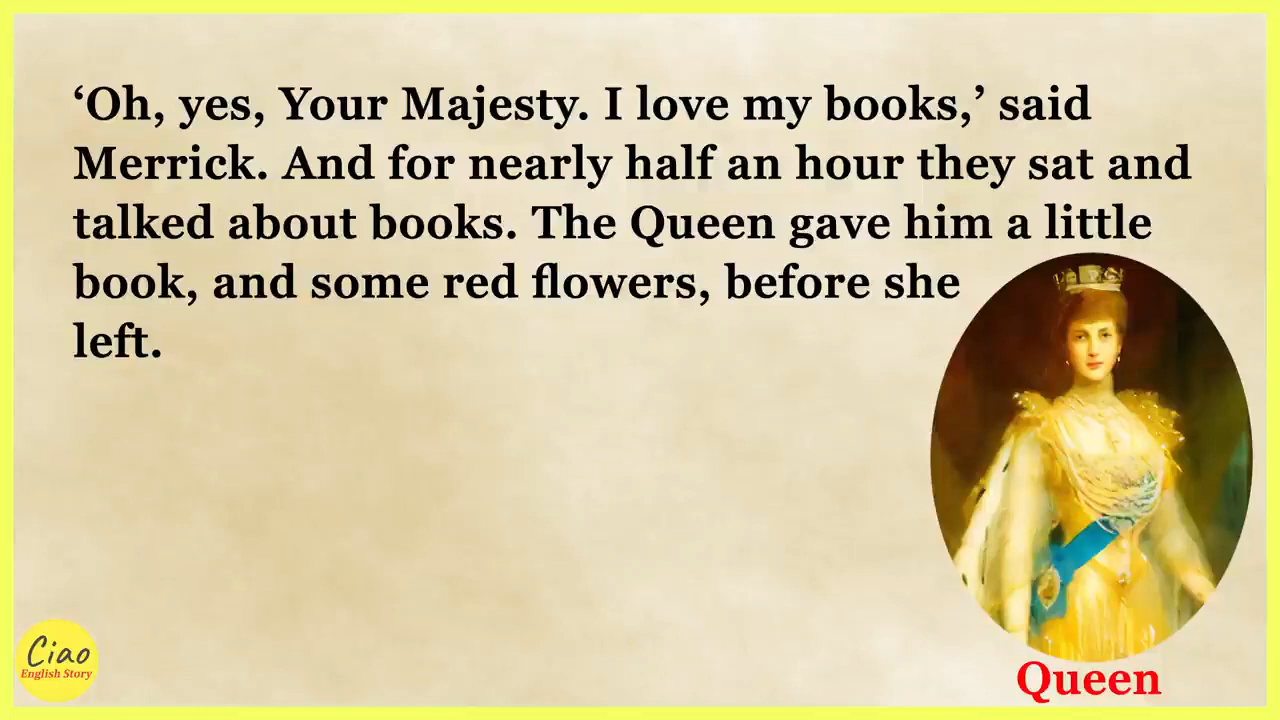 ‘Oh, yes, Your Majesty. I love my books,’ said
Merrick. And for nearly half an hour they sat and
talked about books. The Queen gave him a little
book, and some red flowers, before she
left.
Queen
Ciao
English Story